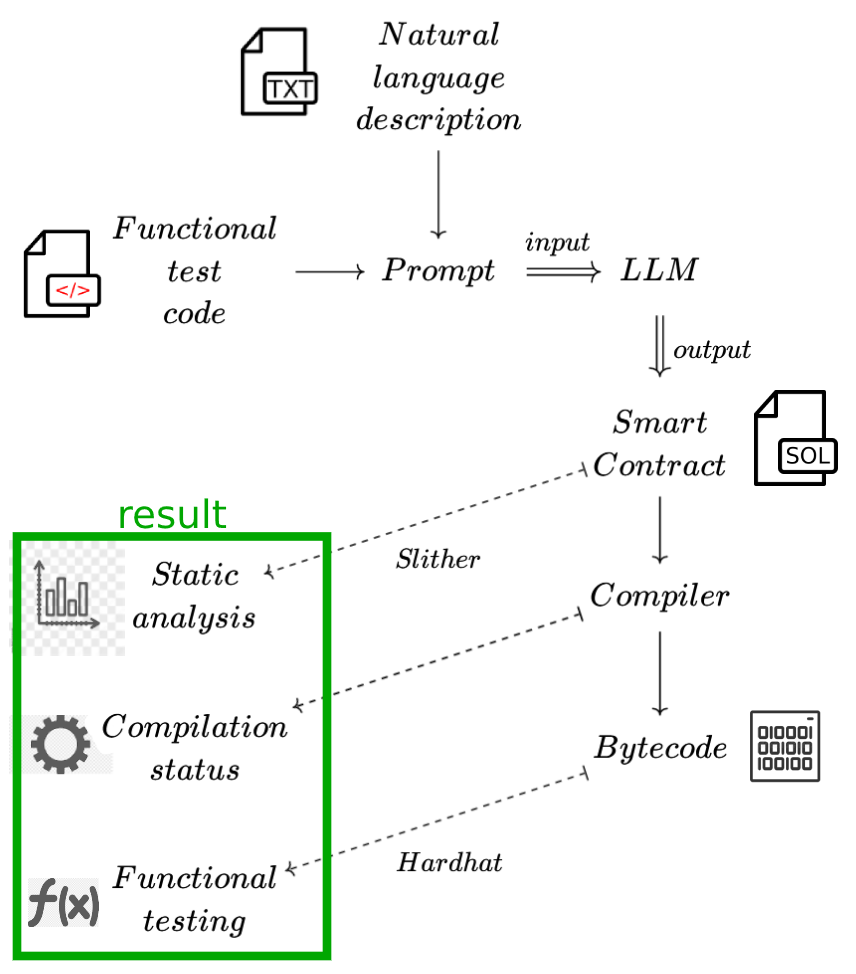 Natural
language
description
TXT
Functional
test
code
</>
Prompt
input
LLM
output
Smart
Contract
SOL
result
Slither
Static
analysis
Compiler
Compilation
status
Bytecode
010001
001010
100100
Hardhat
Functional
testing
f(x)